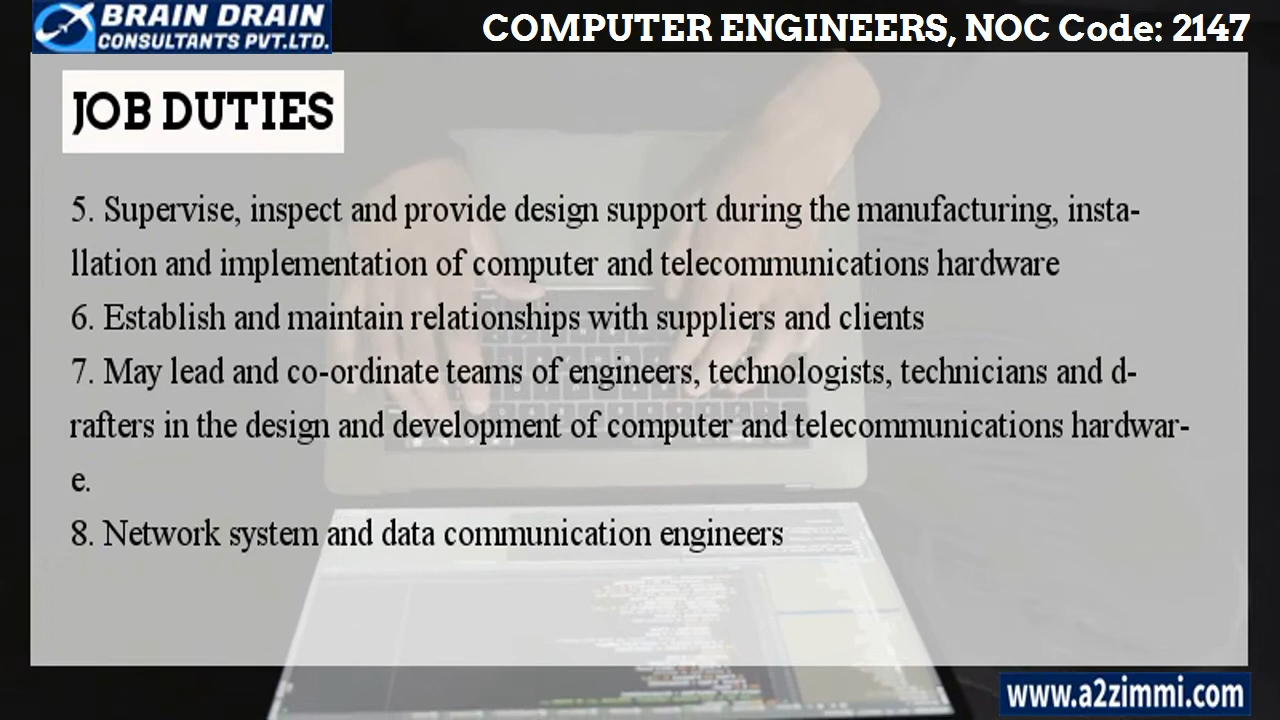 BRAIN DRAIN
CONSULTANTS PVT.LTD.
COMPUTER ENGINEERS, NOC Code: 2147
JOB DUTIES
5. Supervise, inspect and provide design support during the manufacturing, insta-
llation and implementation of computer and telecommunications hardware
6. Establish and maintain relationships with suppliers and clients
7. May lead and co-ordinate teams of engineers, technologists, technicians and d-
rafters in the design and development of computer and telecommunications hardwar-
e.
8. Network system and data communication engineers
www.a2zimmi.com